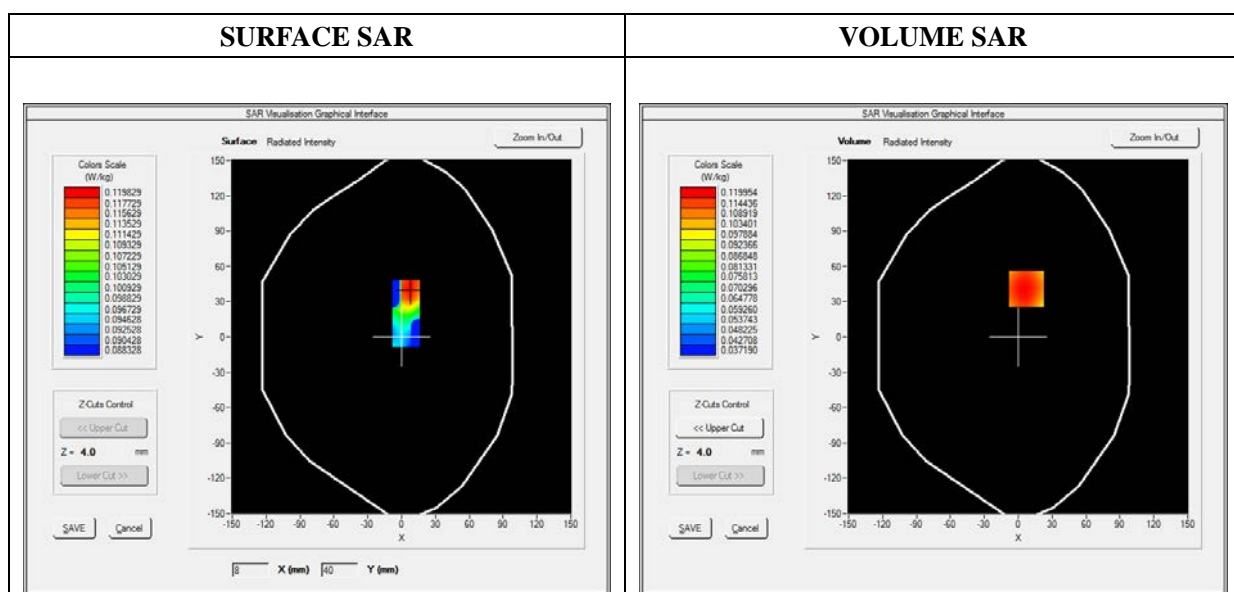 SURFACE SAR
VOLUME SAR
SAR Visualisation Graphical Interface
Surface Radiated Intensity
Zoom In/Out
Colors Scale
(W/kg)
0.119829
0.117729
0.115629
0.113529
0.111429
0.109329
0.107229
0.105129
0.103029
0.100929
0.098829
0.096729
0.094628
0.092528
0.090428
0.088328
150
120
90
60
30
0
-30
-60
-90
-120
-150
Y
-150 -120 -90 -60 -30 0 30 60 90 120 150
X
Z-Cuts Control
<< Upper Cut
Z = 4.0 mm
Lower Cut >>
SAVE Cancel
8 X (mm) 40 Y (mm)
SAR Visualisation Graphical Interface
Volume Radiated Intensity
Zoom In/Out
Colors Scale
(W/kg)
0.119954
0.114436
0.108919
0.103401
0.097884
0.092366
0.086848
0.081331
0.075813
0.070296
0.064778
0.059260
0.053743
0.048225
0.042708
0.037190
150
120
90
60
30
0
-30
-60
-90
-120
-150
Y
-150 -120 -90 -60 -30 0 30 60 90 120 150
X
Z-Cuts Control
<< Upper Cut
Z = 4.0 mm
Lower Cut >>
SAVE Cancel